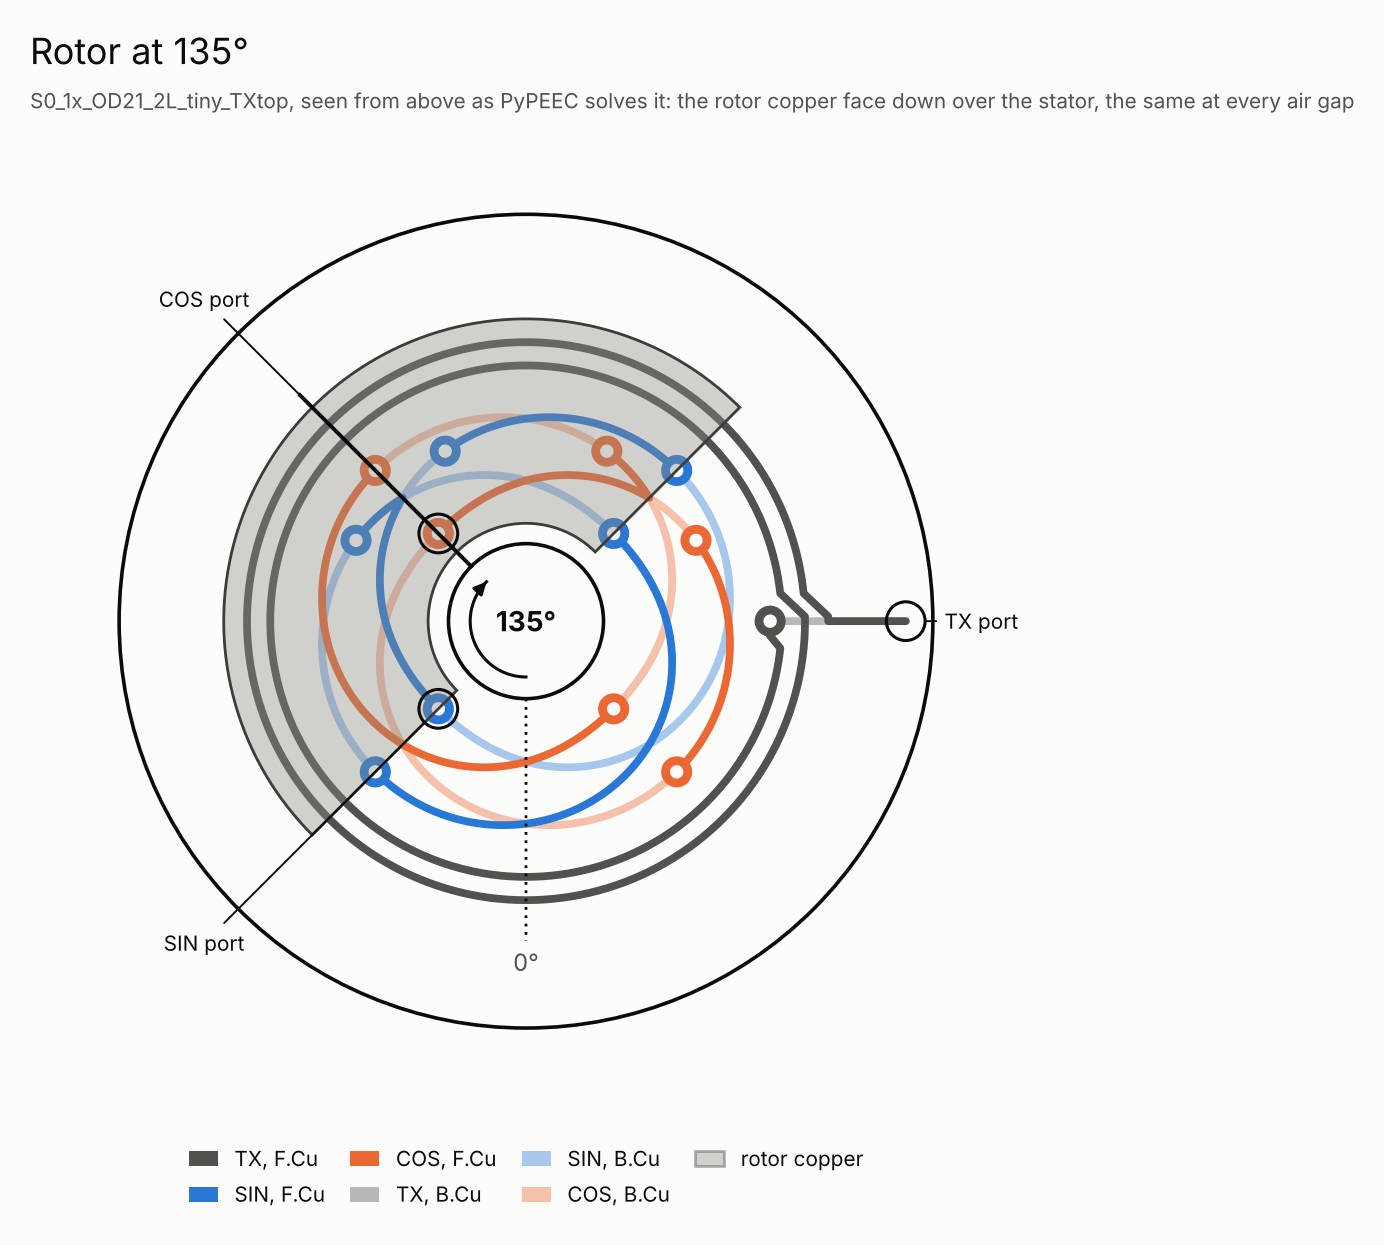 Rotor at 135°
S0_1x_OD21_2L_tiny_TXtop, seen from above as PyPEEC solves it: the rotor copper face down over the stator, the same at every air gap
COS port
135°
TX port
SIN port
0°
TX, F.Cu COS, F.Cu SIN, B.Cu rotor copper
SIN, F.Cu TX, B.Cu COS, B.Cu